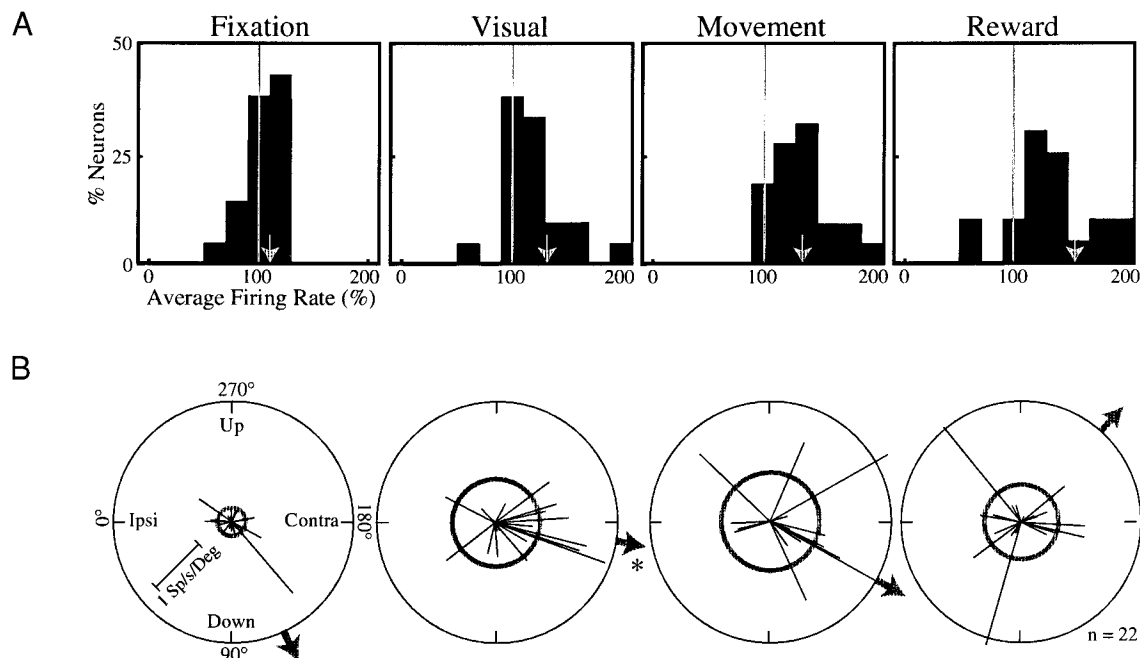 A
Fixation Visual Movement Reward
50
25
0
% Neurons
0 100 200
0 100 200
0 100 200
0 100 200
Average Firing Rate (%)
B
270°
Up
0° Ipsi Contra 180°
1 Sp/s/Deg
Down
90°
*
n = 22